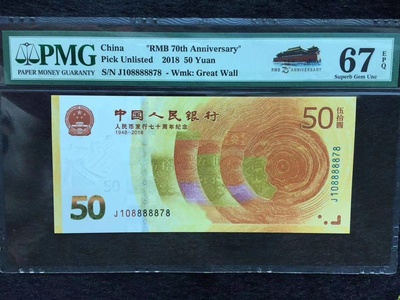 PMG
PAPER MONEY GUARANTY
China "RMB 70th Anniversary"
Pick Unlisted 2018 50 Yuan
S/N J108888878 - Wmk: Great Wall
ANNIVERSARY
67 EPQ
Superb Gem Unc
中国人民银行
人民币发行七十周年纪念
1948-2018
50 伍拾圆
J108888878
50
J108888878